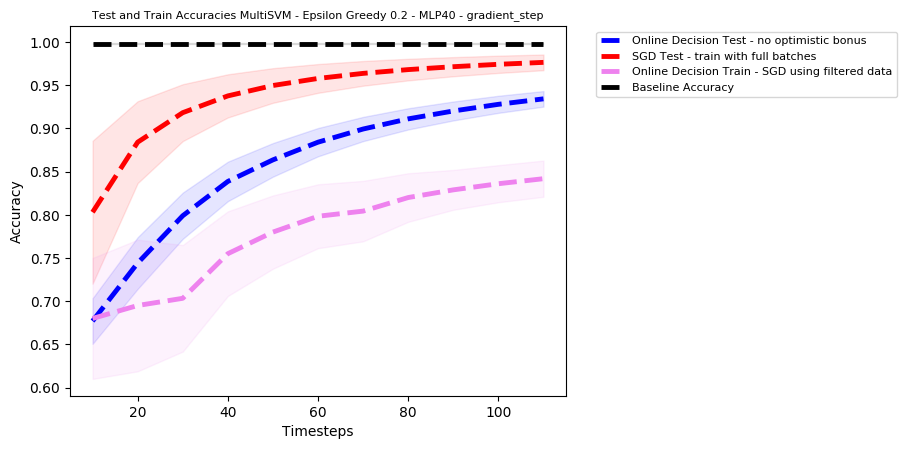 Test and Train Accuracies MultiSVM - Epsilon Greedy 0.2 - MLP40 - gradient_step
Online Decision Test - no optimistic bonus
SGD Test - train with full batches
Online Decision Train - SGD using filtered data
Baseline Accuracy
Accuracy
1.00
0.95
0.90
0.85
0.80
0.75
0.70
0.65
0.60
20
40
60
80
100
Timesteps